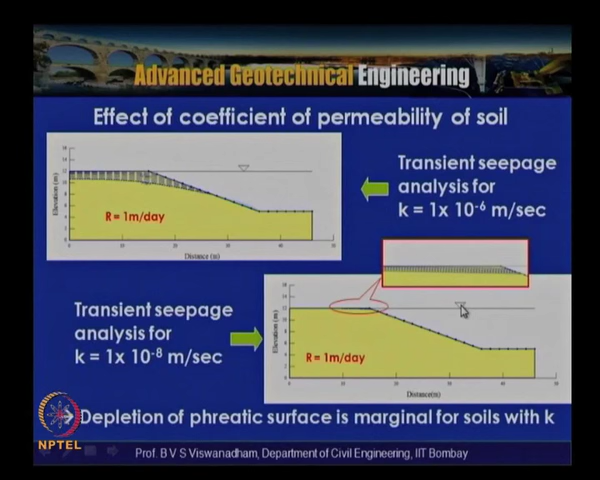 Advanced Geotechnical Engineering
Effect of coefficient of permeability of soil
Elevation (m)
R= 1m/day
Distance (m)
Transient seepage
analysis for
k = 1x 10-6 m/sec
Transient seepage
analysis for
k = 1x 10-8 m/sec
Elevation (m)
R= 1m/day
Distance(m)
Depletion of phreatic surface is marginal for soils with k
NPTEL
Prof. B V S Viswanadham, Department of Civil Engineering, IIT Bombay